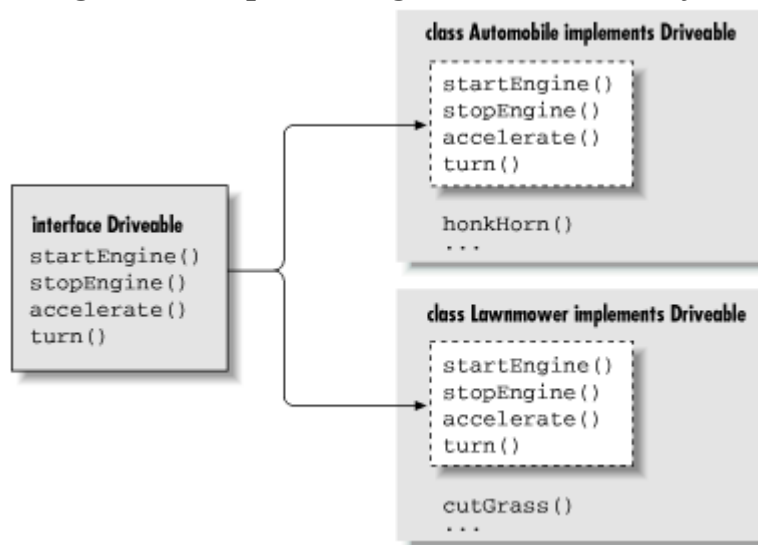 class Automobile implements Driveable
startEngine()
stopEngine()
accelerate()
turn()
honkHorn()
...
interface Driveable
startEngine()
stopEngine()
accelerate()
turn()
class Lawnmower implements Driveable
startEngine()
stopEngine()
accelerate()
turn()
cutGrass()
...